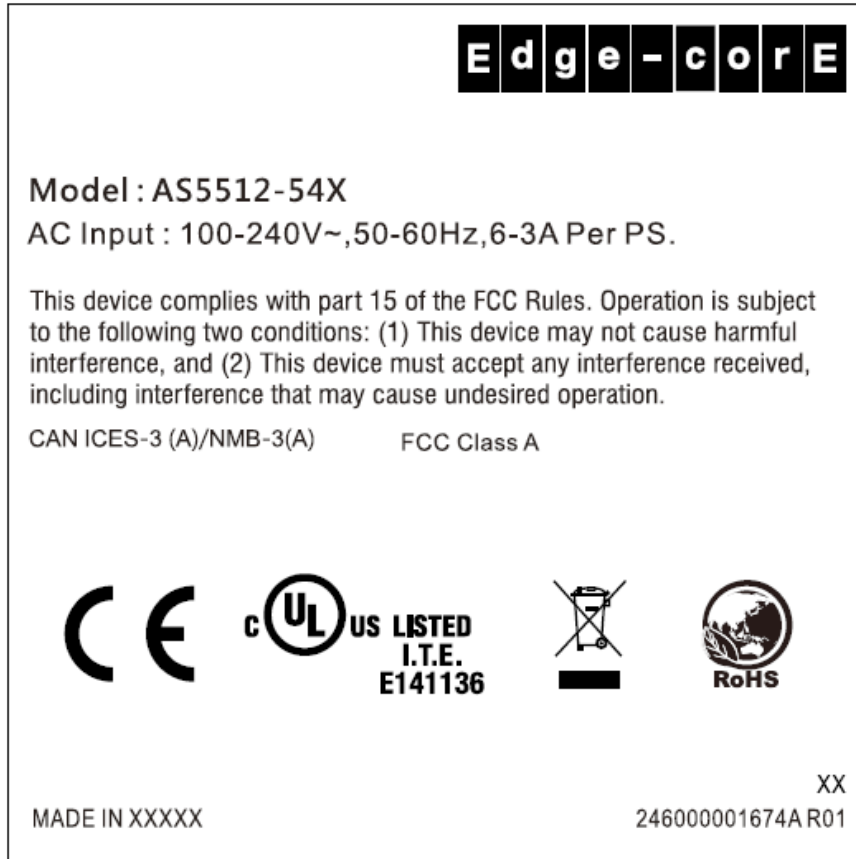 Edge-corE
Model : AS5512-54X
AC Input : 100-240V~,50-60Hz,6-3A Per PS.
This device complies with part 15 of the FCC Rules. Operation is subject
to the following two conditions: (1) This device may not cause harmful
interference, and (2) This device must accept any interference received,
including interference that may cause undesired operation.
CAN ICES-3 (A)/NMB-3(A) FCC Class A
CE
C UL US LISTED
I.T.E.
E141136
RoHS
XX
MADE IN XXXXX 246000001674A R01